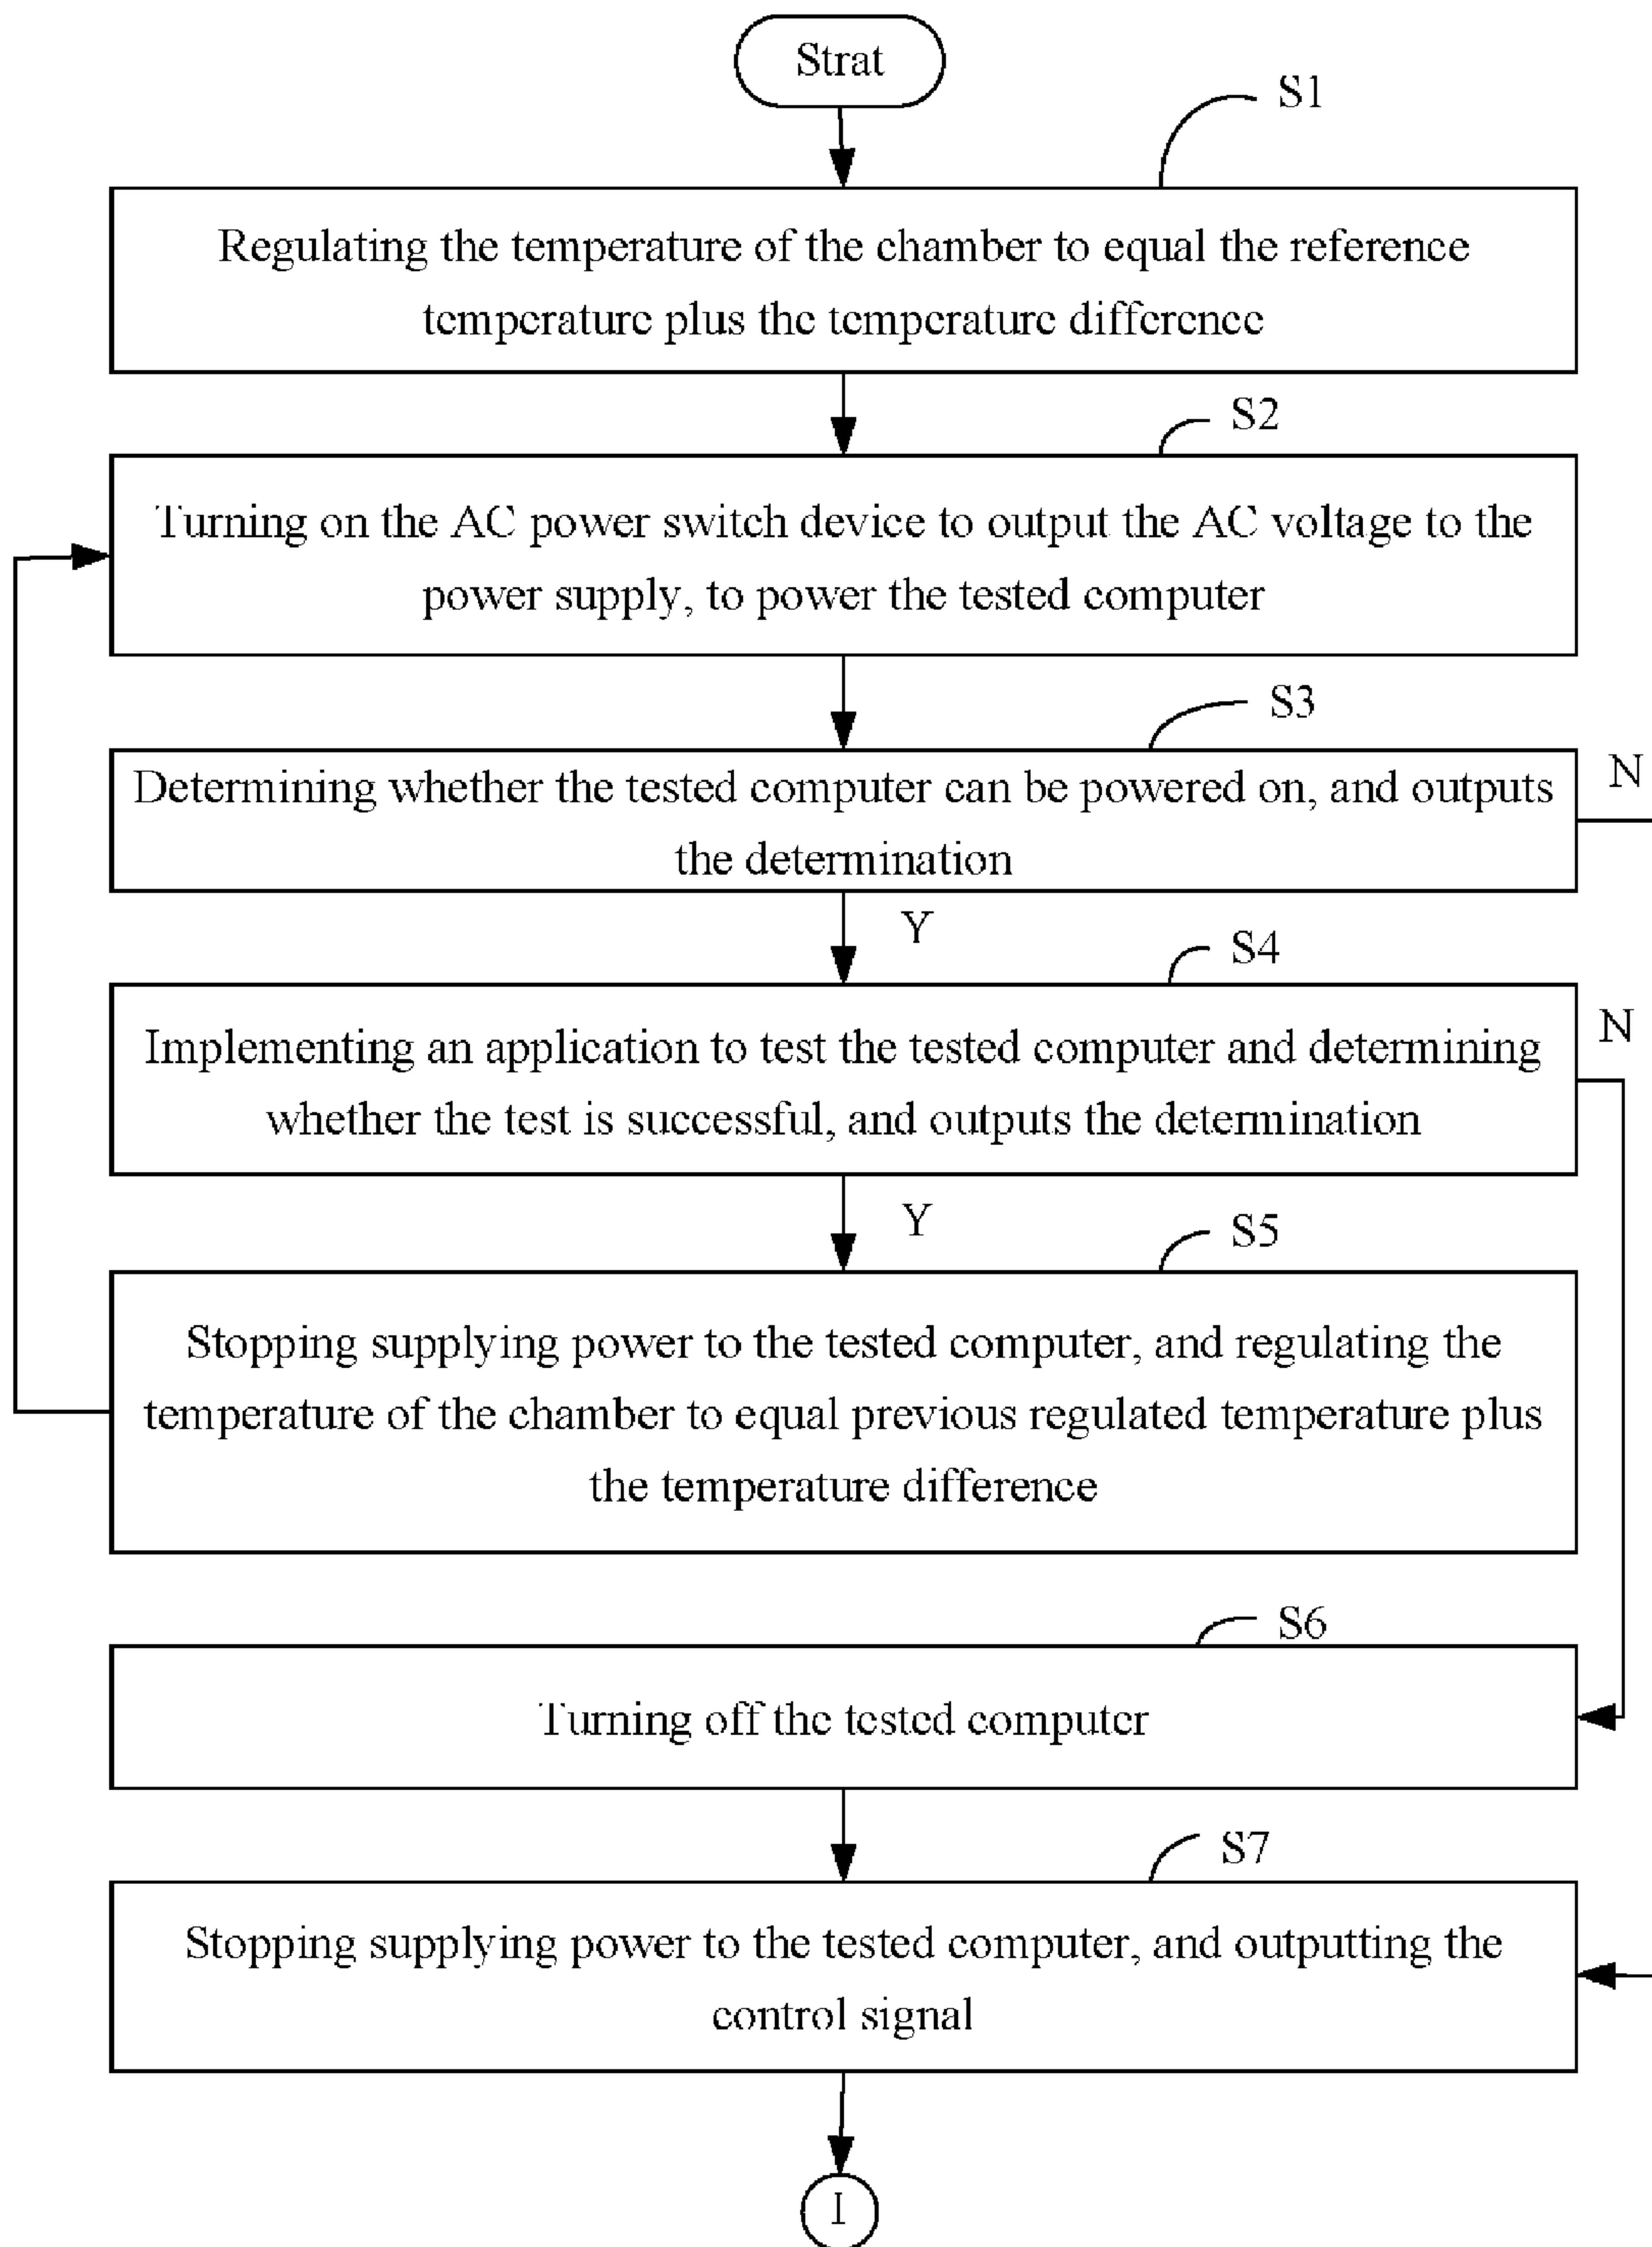 Strat
S1
Regulating the temperature of the chamber to equal the reference
temperature plus the temperature difference
S2
Turning on the AC power switch device to output the AC voltage to the
power supply, to power the tested computer
S3
Determining whether the tested computer can be powered on, and outputs
the determination
N
Y
S4
Implementing an application to test the tested computer and determining
whether the test is successful, and outputs the determination
N
Y
S5
Stopping supplying power to the tested computer, and regulating the
temperature of the chamber to equal previous regulated temperature plus
the temperature difference
S6
Turning off the tested computer
S7
Stopping supplying power to the tested computer, and outputting the
control signal
I